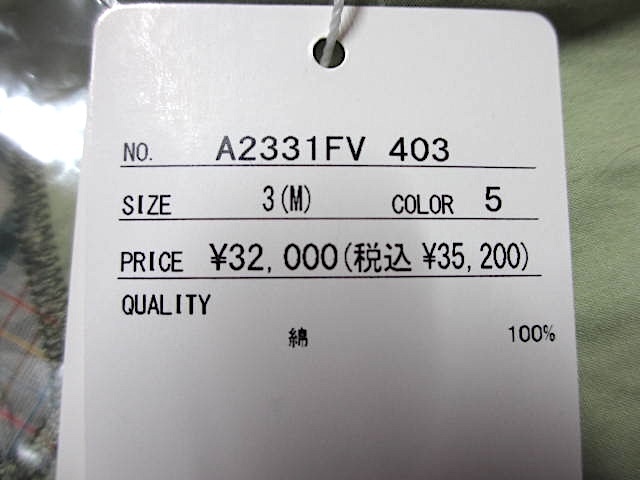 NO. A2331FV 403
SIZE 3(M) COLOR 5
PRICE ¥32,000(税込 ¥35,200)
QUALITY
綿 100%